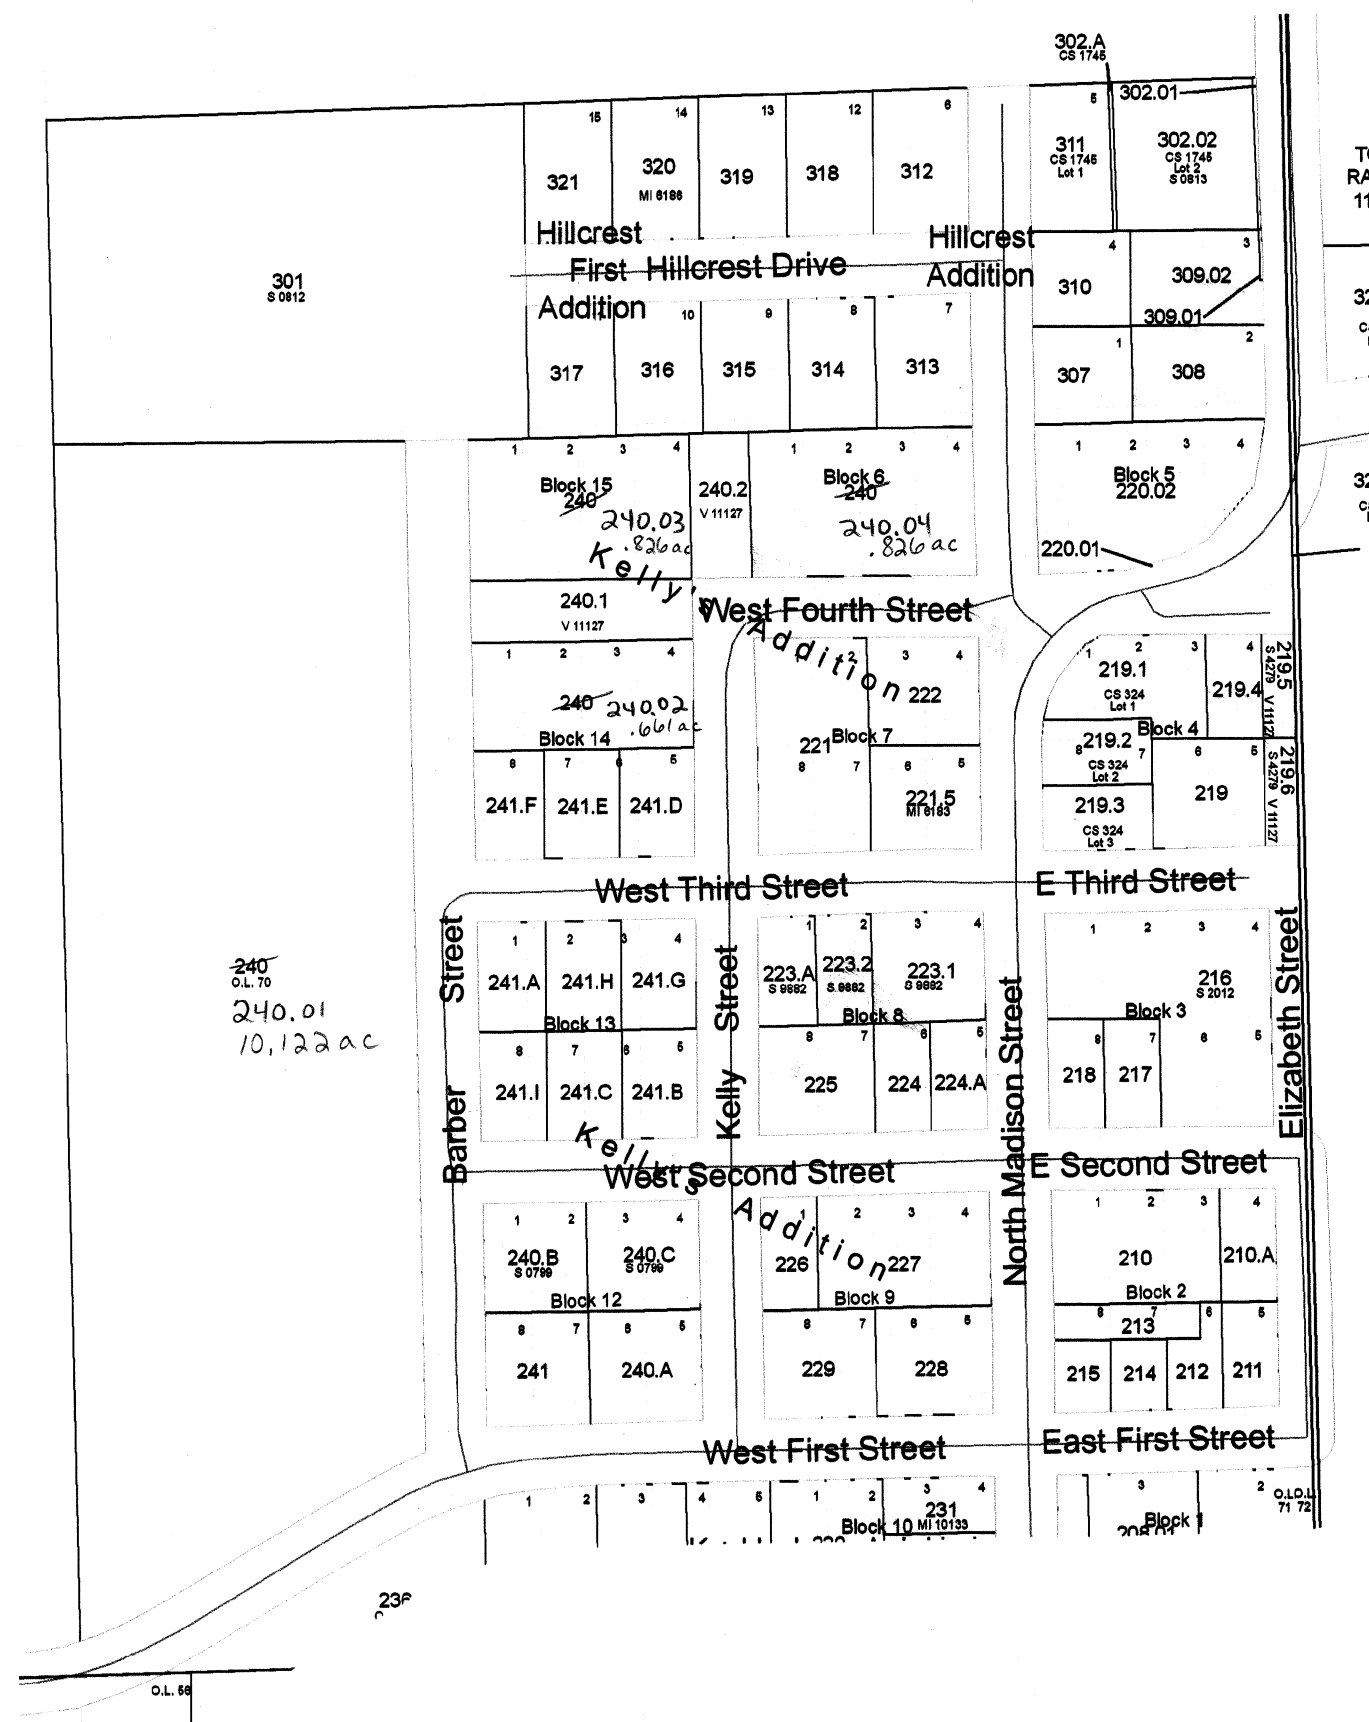 302.A
CS 1745
302.01
15 14 13 12 6 5
311
CS 1745
Lot 1
302.02
CS 1745
Lot 2
S 0813
321
320
MI 6186
319
318
312
Hillcrest
First Hillcrest Drive
Addition
Hillcrest
Addition
301
S 0812
4 3
310
309.02
309.01
10 9 8 7
317 316 315 314 313
1 2
307 308
1 2 3 4
Block 15
240
240.03
.826 ac
240.2
V 11127
1 2 3 4
Block 6
240
240.04
.826 ac
1 2 3 4
Block 5
220.02
220.01
Kelly's Addition
240.1
V 11127
West Fourth Street
1 2 3 4
240
240.02
.661 ac
Block 14
8 7 6 5
241.F 241.E 241.D
2 3 4
222
221
Block 7
8 7 6 5
221.5
MI 6183
1 2 3 4
219.1
CS 324
Lot 1
219.4
219.5
S 4279 V 11127
Block 4
8 7 6 5
219.2
CS 324
Lot 2
219.3
CS 324
Lot 3
219
219.6
S 4279 V 11127
West Third Street
E Third Street
Barber Street
Kelly Street
North Madison Street
Elizabeth Street
240
O.L. 70
240.01
10,122 ac
1 2 3 4
241.A 241.H 241.G
Block 13
8 7 6 5
241.I 241.C 241.B
1 2 3 4
223.A
S 9882
223.2
S 9882
223.1
S 9882
Block 8
8 7 6 5
225 224 224.A
1 2 3 4
216
S 2012
Block 3
8 7 6 5
218 217
Kelly's Addition
West Second Street
E Second Street
1 2 3 4
240.B
S 0799
240.C
S 0799
Block 12
8 7 6 5
241 240.A
1 2 3 4
226 227
Block 9
8 7 6 5
229 228
1 2 3 4
210 210.A
Block 2
8 7 6 5
213
215 214 212 211
West First Street
East First Street
1 2 3 4 5
1 2 3 4
231
Block 10 MI 10133
3 2
Block 1
O.L. O.L.
71 72
O.L. 56